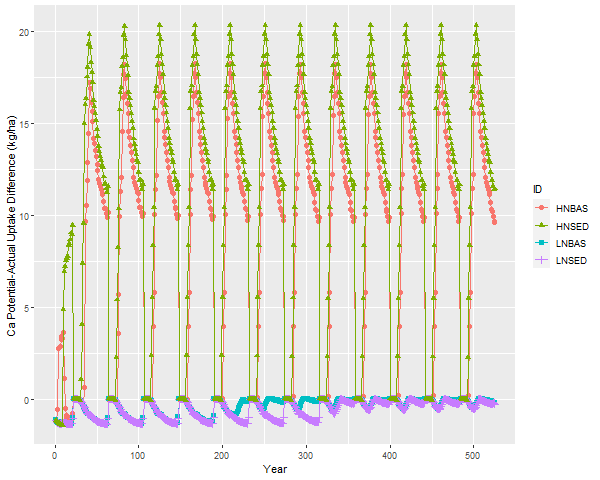 Ca Potential-Actual Uptake Difference (kg/ha)
20
15
10
5
0
0
100
200
300
400
500
Year
ID
HNBAS
HNSED
LNBAS
LNSED